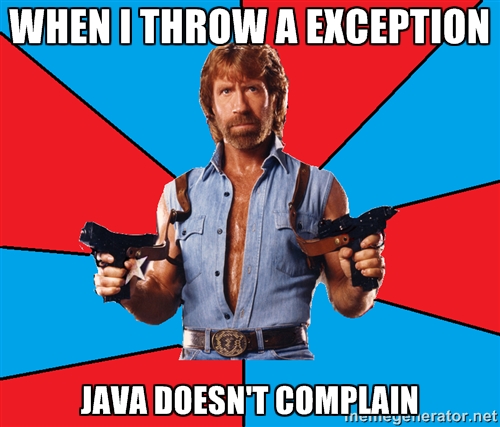 WHEN I THROW A EXCEPTION
JAVA DOESN'T COMPLAIN
memegenerator.net